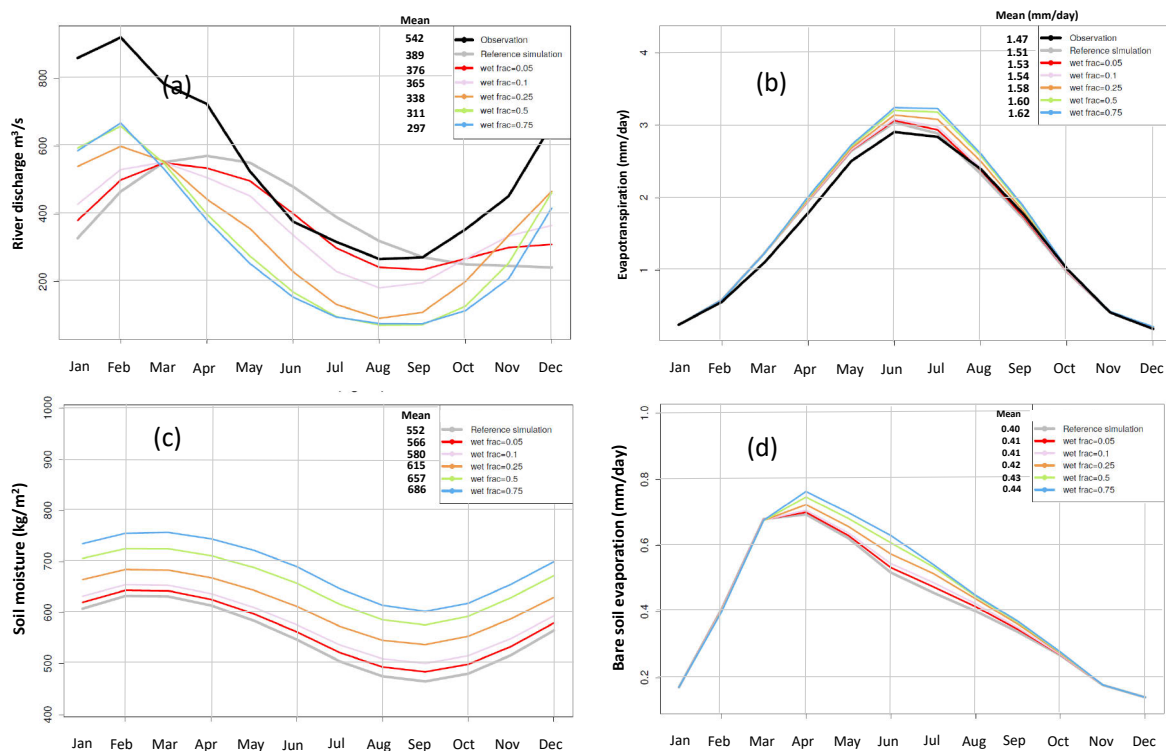 Mean
542 Observation
389 Reference simulation
376 wet frac=0.05
365 wet frac=0.1
338 wet frac=0.25
311 wet frac=0.5
297 wet frac=0.75
(a)
River discharge m³/s
800
600
400
200
Jan Feb Mar Apr May Jun Jul Aug Sep Oct Nov Dec
Mean (mm/day)
1.47 Observation
1.51 Reference simulation
1.53 wet frac=0.05
1.54 wet frac=0.1
1.58 wet frac=0.25
1.60 wet frac=0.5
1.62 wet frac=0.75
(b)
Evapotranspiration (mm/day)
4
3
2
1
Jan Feb Mar Apr May Jun Jul Aug Sep Oct Nov Dec
Mean
552 Reference simulation
566 wet frac=0.05
580 wet frac=0.1
615 wet frac=0.25
657 wet frac=0.5
686 wet frac=0.75
(c)
Soil moisture (kg/m²)
1000
900
800
700
600
500
400
Jan Feb Mar Apr May Jun Jul Aug Sep Oct Nov Dec
Mean
0.40 Reference simulation
0.41 wet frac=0.05
0.41 wet frac=0.1
0.42 wet frac=0.25
0.43 wet frac=0.5
0.44 wet frac=0.75
(d)
Bare soil evaporation (mm/day)
1.0
0.8
0.6
0.4
0.2
Jan Feb Mar Apr May Jun Jul Aug Sep Oct Nov Dec